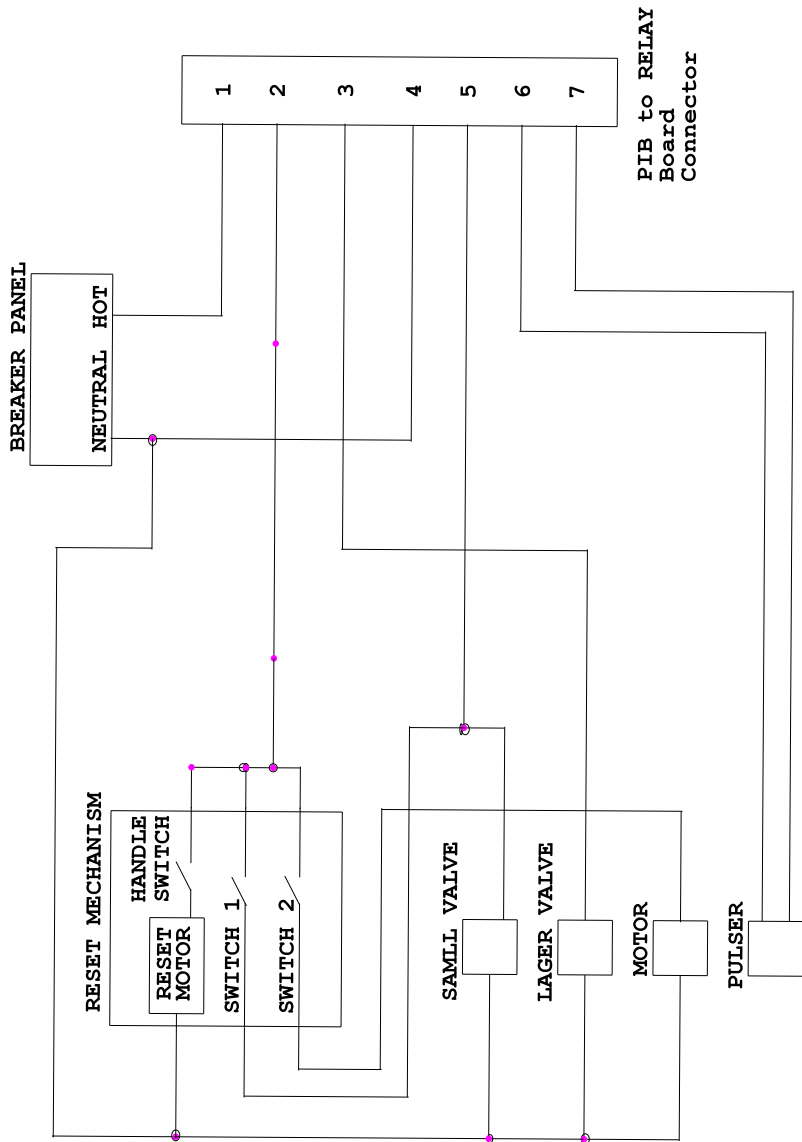 BREAKER PANEL
NEUTRAL HOT
1
2
3
4
5
6
7
PIB to RELAY
Board
Connector
RESET MECHANISM
HANDLE
SWITCH
RESET
MOTOR
SWITCH 1
SWITCH 2
SAMLL VALVE
LAGER VALVE
MOTOR
PULSER